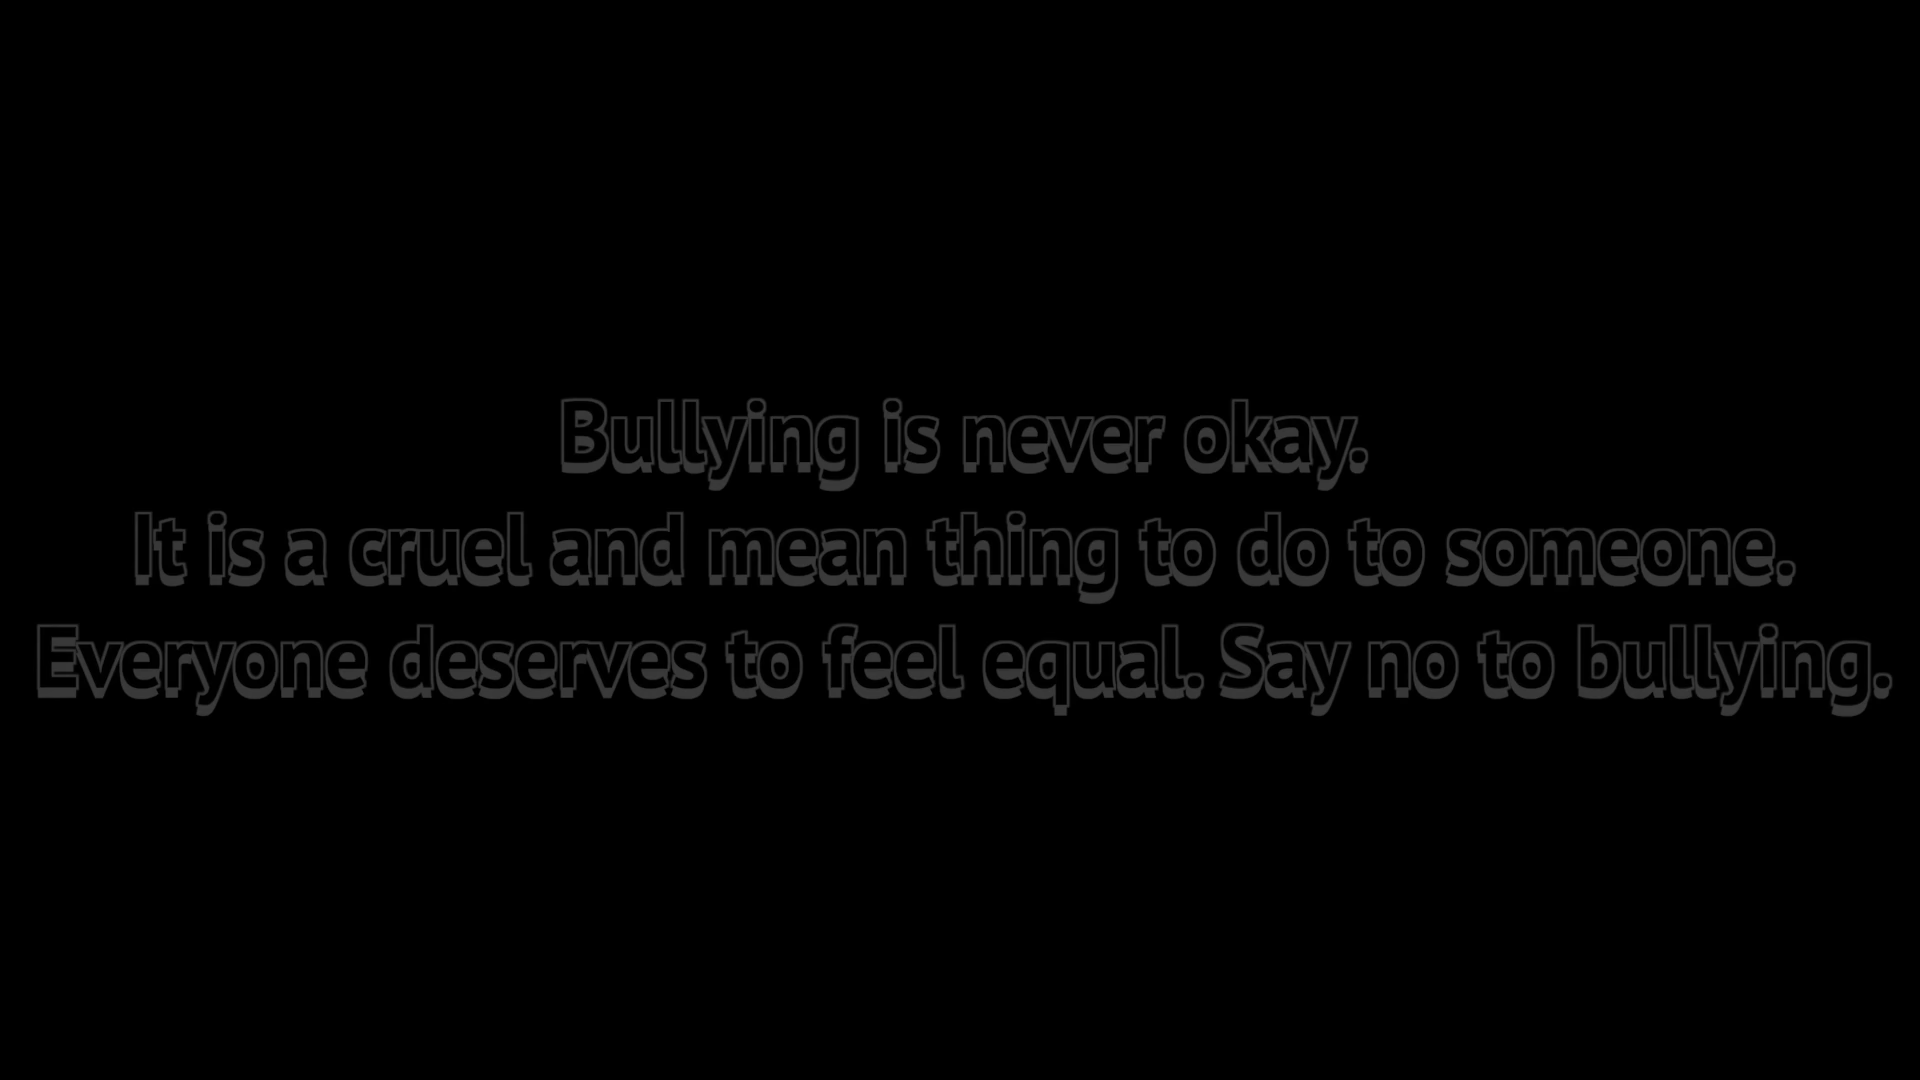 Bullying is never okay.
It is a cruel and mean thing to do to someone.
Everyone deserves to feel equal. Say no to bullying.